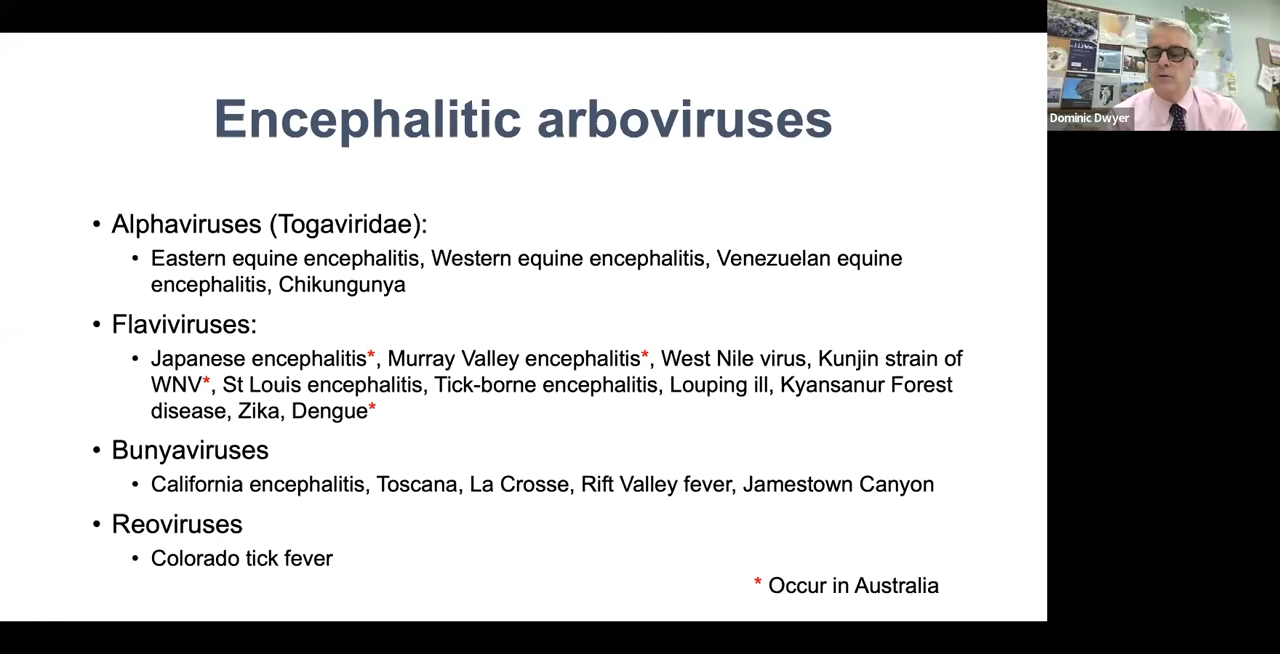 Encephalitic arboviruses
• Alphaviruses (Togaviridae):
• Eastern equine encephalitis, Western equine encephalitis, Venezuelan equine
encephalitis, Chikungunya
• Flaviviruses:
• Japanese encephalitis*, Murray Valley encephalitis*, West Nile virus, Kunjin strain of
WNV*, St Louis encephalitis, Tick-borne encephalitis, Louping ill, Kyansanur Forest
disease, Zika, Dengue*
• Bunyaviruses
• California encephalitis, Toscana, La Crosse, Rift Valley fever, Jamestown Canyon
• Reoviruses
• Colorado tick fever
* Occur in Australia
Dominic Dwyer